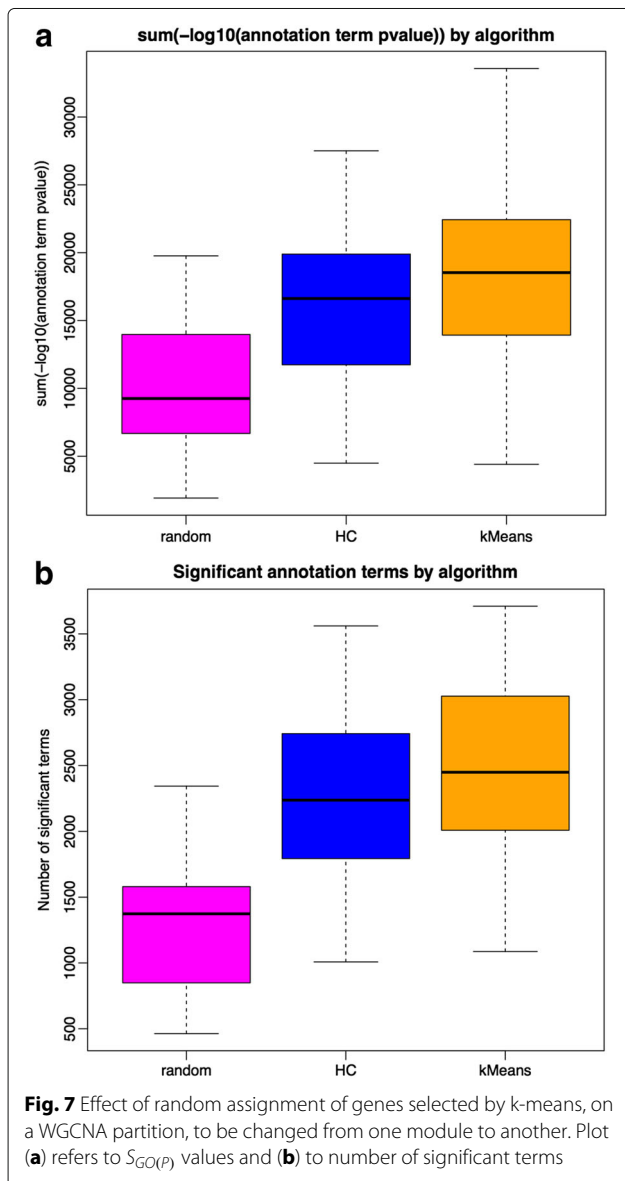 a
sum(−log10(annotation term pvalue)) by algorithm
sum(−log10(annotation term pvalue))
30000
25000
20000
15000
10000
5000
random HC kMeans
b
Significant annotation terms by algorithm
Number of significant terms
3500
3000
2500
2000
1500
1000
500
random HC kMeans
Fig. 7 Effect of random assignment of genes selected by k-means, on
a WGCNA partition, to be changed from one module to another. Plot
(a) refers to S_GO(P) values and (b) to number of significant terms